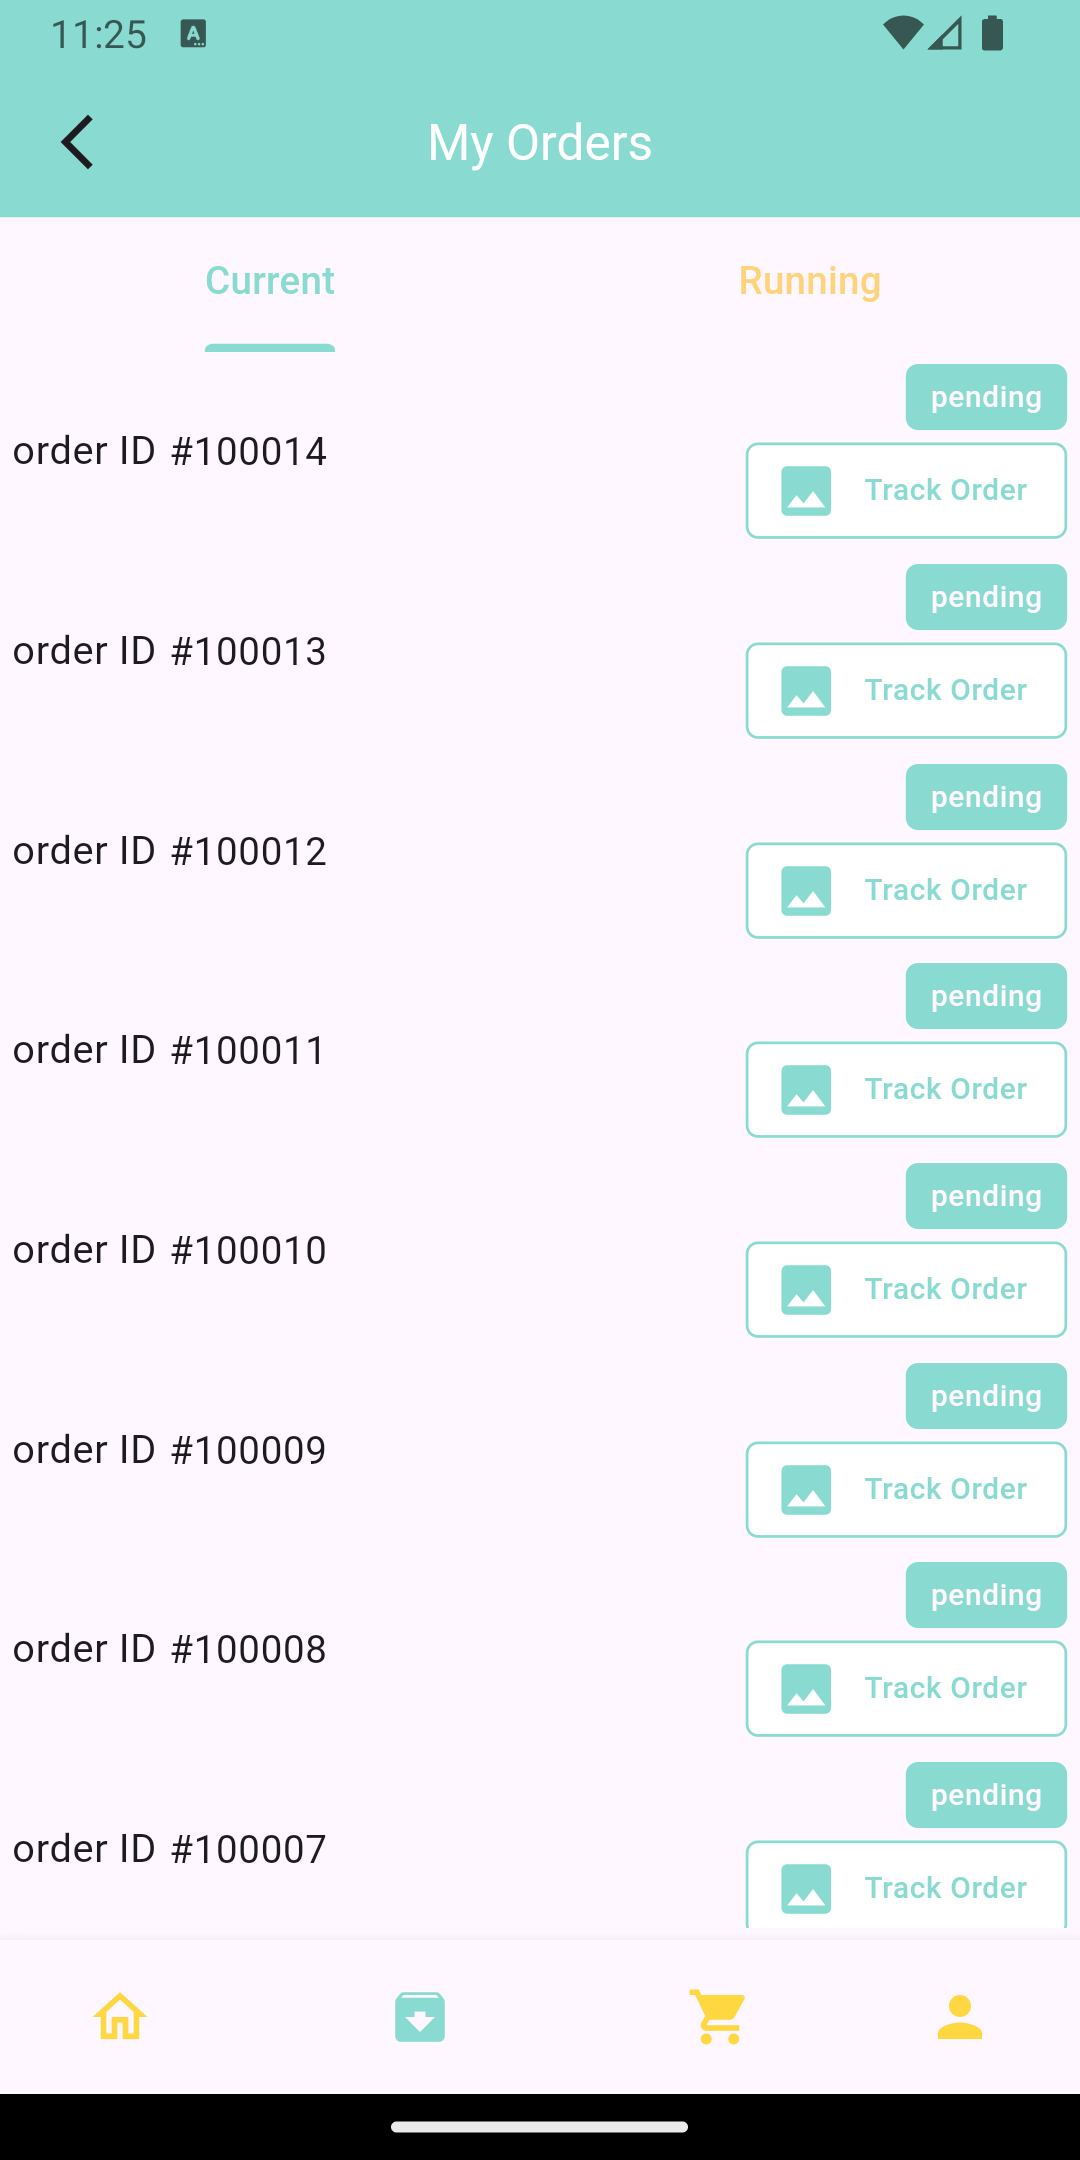 11:25
My Orders
Current Running
pending
order ID #100014
Track Order
pending
order ID #100013
Track Order
pending
order ID #100012
Track Order
pending
order ID #100011
Track Order
pending
order ID #100010
Track Order
pending
order ID #100009
Track Order
pending
order ID #100008
Track Order
pending
order ID #100007
Track Order